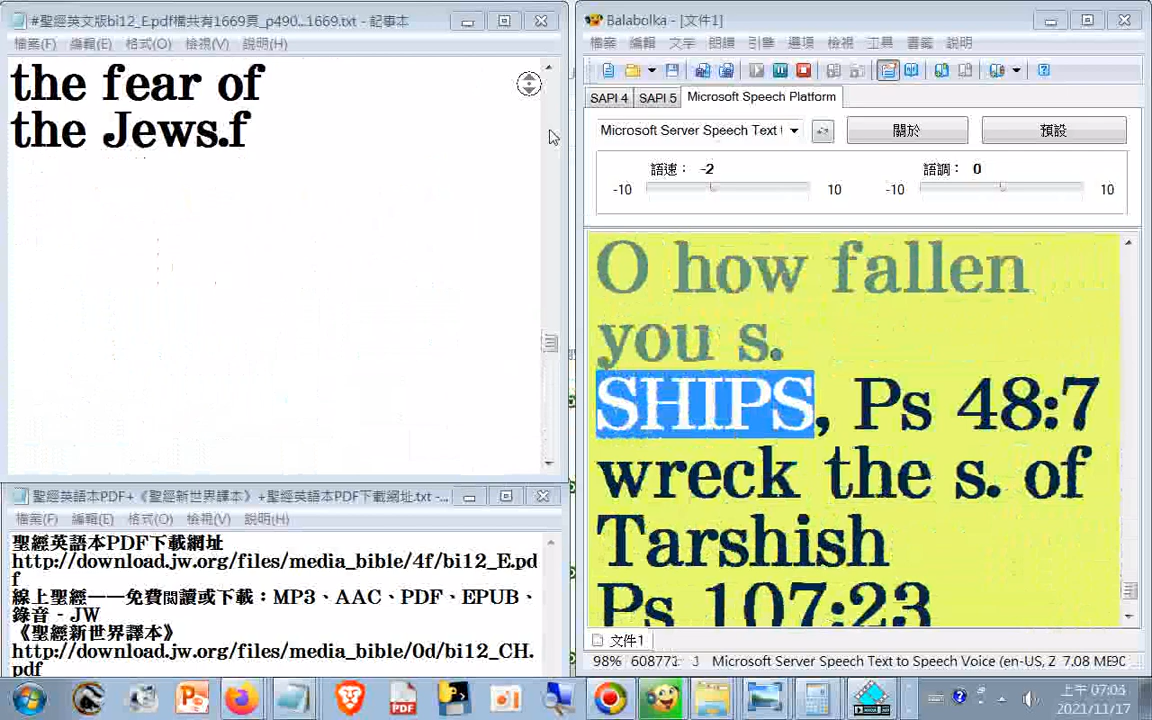 #聖經英文版bi12_E.pdf檔共有1669頁_p490...1669.txt - 記事本
檔案(F) 編輯(E) 格式(O) 檢視(V) 說明(H)
the fear of
the Jews.f
聖經英語本PDF+《聖經新世界譯本》+聖經英語本PDF下載網址.txt -...
檔案(F) 編輯(E) 格式(O) 檢視(V) 說明(H)
聖經英語本PDF下載網址
http://download.jw.org/files/media_bible/4f/bi12_E.pd
f
線上聖經——免費閱讀或下載：MP3、AAC、PDF、EPUB、
錄音 - JW
《聖經新世界譯本》
http://download.jw.org/files/media_bible/0d/bi12_CH.
pdf
Balabolka - [文件1]
檔案 編輯 文字 朗讀 引擎 選項 檢視 工具 書籤 說明
SAPI 4 SAPI 5 Microsoft Speech Platform
Microsoft Server Speech Text 關於 預設
語速： -2 語調： 0
-10 10 -10 10
O how fallen
you s.
SHIPS, Ps 48:7
wreck the s. of
Tarshish
Ps 107:23
文件1
98% Microsoft Server Speech Text to Speech Voice (en-US, Z 7.08 ME
PDF
上午 07:05
2021/11/17